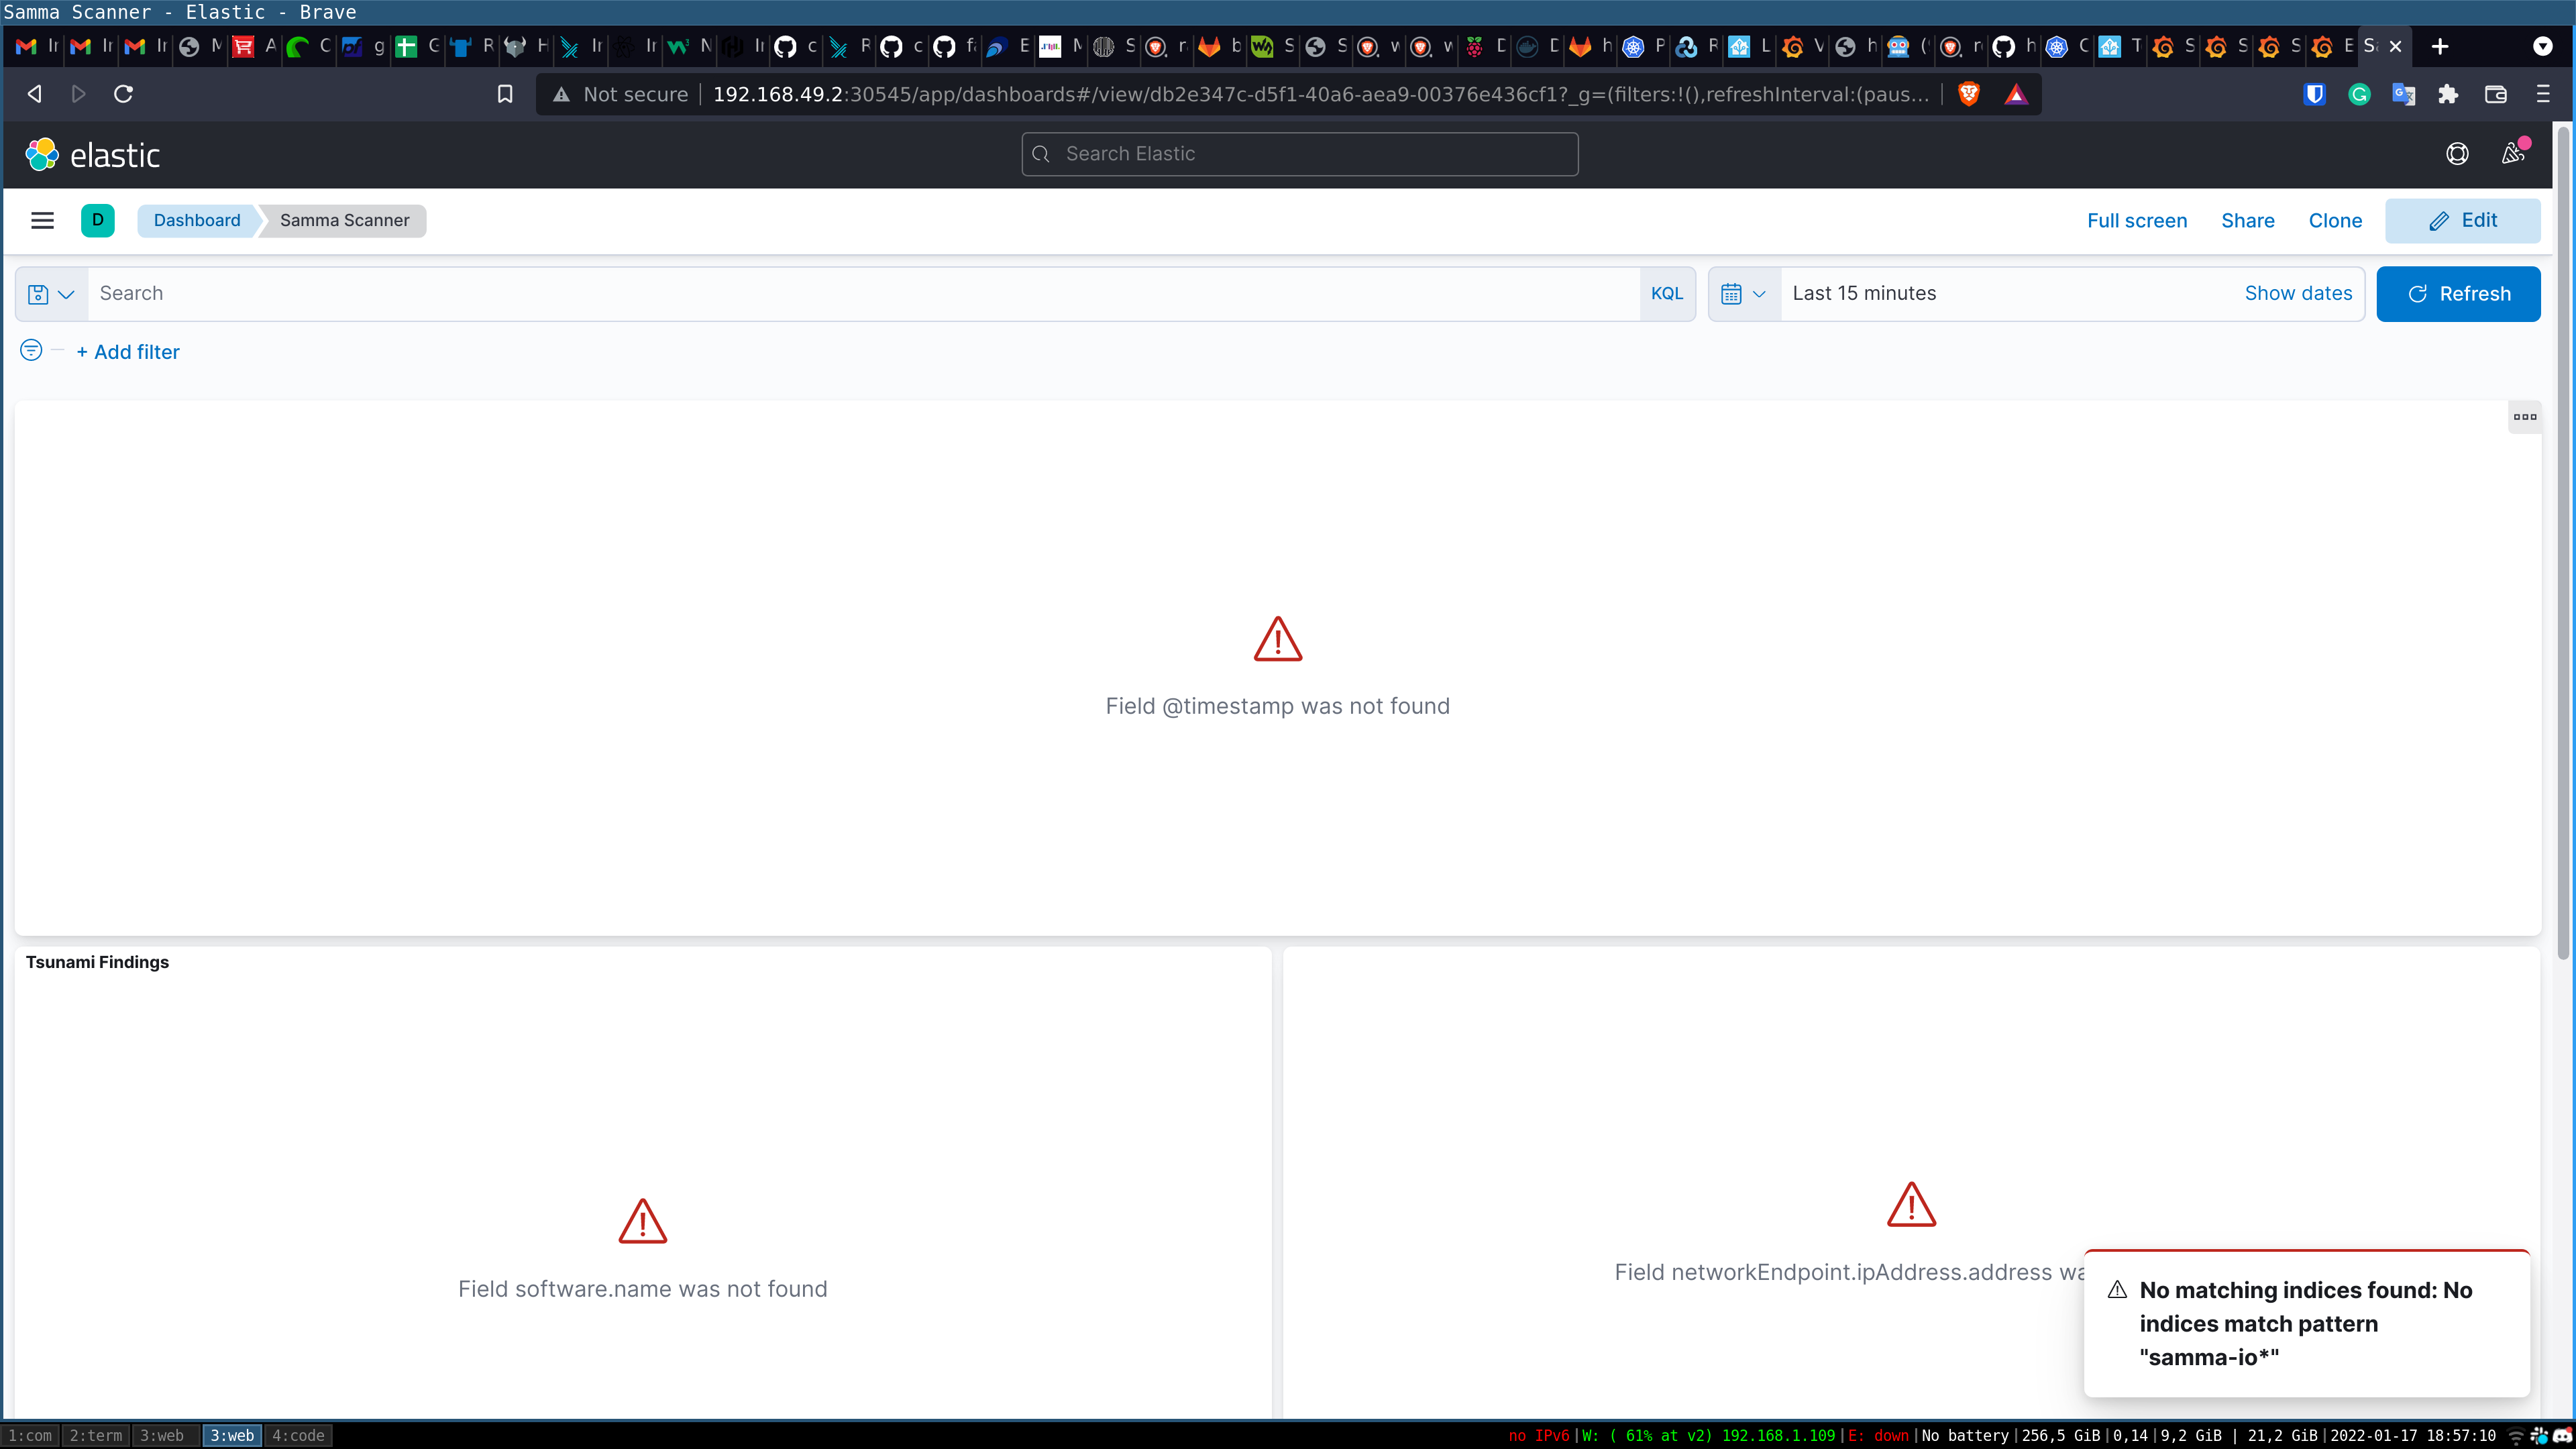 Samma Scanner - Elastic - Brave
Not secure 192.168.49.2:30545/app/dashboards#/view/db2e347c-d5f1-40a6-aea9-00376e436cf1?_g=(filters:!(),refreshInterval:(paus...
elastic
Search Elastic
D Dashboard Samma Scanner Full screen Share Clone Edit
Search KQL Last 15 minutes Show dates Refresh
+ Add filter
Field @timestamp was not found
Tsunami Findings
Field software.name was not found
Field networkEndpoint.ipAddress.address wa
No matching indices found: No
indices match pattern
"samma-io*"
1:com 2:term 3:web 3:web 4:code no IPv6|W: ( 61% at v2) 192.168.1.109|E: down|No battery|256,5 GiB|0,14|9,2 GiB | 21,2 GiB|2022-01-17 18:57:10